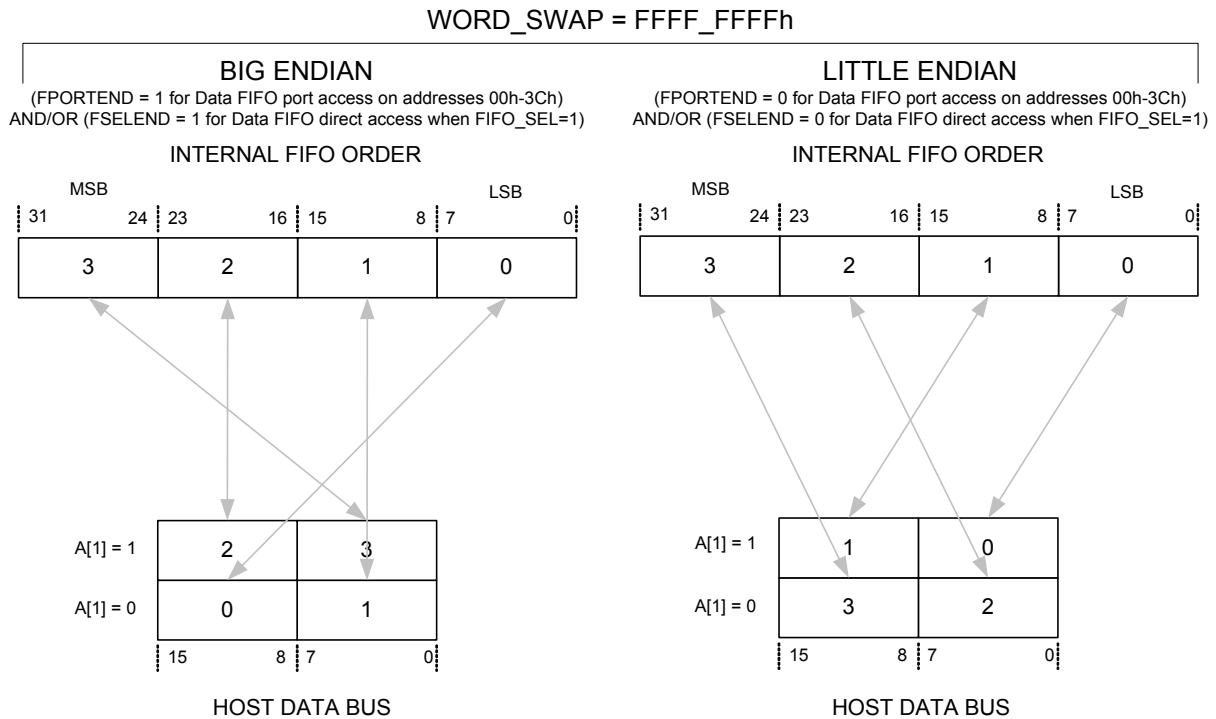 WORD_SWAP = FFFF_FFFFh
BIG ENDIAN
(FPORTEND = 1 for Data FIFO port access on addresses 00h-3Ch)
AND/OR (FSELEND = 1 for Data FIFO direct access when FIFO_SEL=1)
INTERNAL FIFO ORDER
MSB LSB
31 24 23 16 15 8 7 0
3 2 1 0
A[1] = 1 2 3
A[1] = 0 0 1
15 8 7 0
HOST DATA BUS
LITTLE ENDIAN
(FPORTEND = 0 for Data FIFO port access on addresses 00h-3Ch)
AND/OR (FSELEND = 0 for Data FIFO direct access when FIFO_SEL=1)
INTERNAL FIFO ORDER
MSB LSB
31 24 23 16 15 8 7 0
3 2 1 0
A[1] = 1 1 0
A[1] = 0 3 2
15 8 7 0
HOST DATA BUS